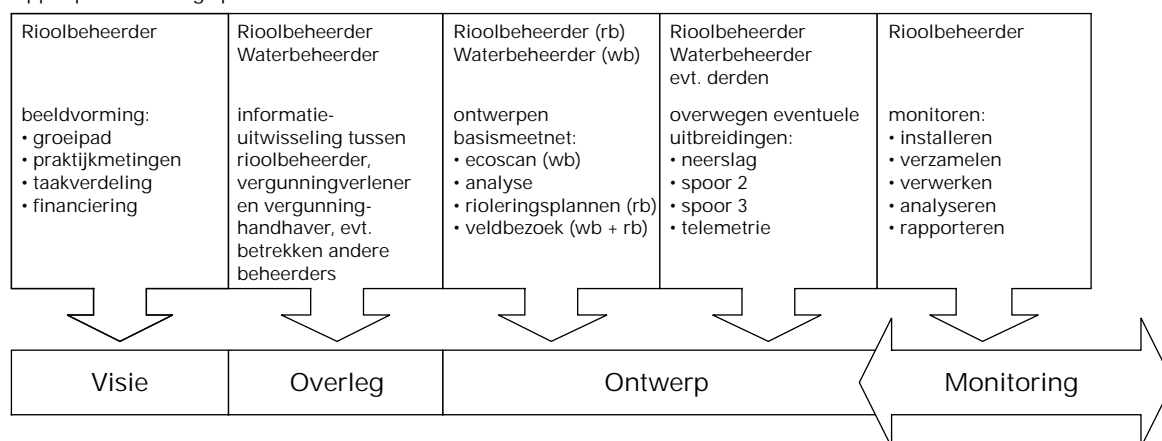 Rioolbeheerder
beeldvorming:
• groeipad
• praktijkmetingen
• taakverdeling
• financiering
Rioolbeheerder
Waterbeheerder
informatie-
uitwisseling tussen
rioolbeheerder,
vergunningverlener
en vergunning-
handhaver, evt.
betrekken andere
beheerders
Rioolbeheerder (rb)
Waterbeheerder (wb)
ontwerpen
basismeetnet:
• ecoscan (wb)
• analyse
• rioleringsplannen (rb)
• veldbezoek (wb + rb)
Rioolbeheerder
Waterbeheerder
evt. derden
overwegen eventuele
uitbreidingen:
• neerslag
• spoor 2
• spoor 3
• telemetrie
Rioolbeheerder
monitoren:
• installeren
• verzamelen
• verwerken
• analyseren
• rapporteren
Visie
Overleg
Ontwerp
Monitoring